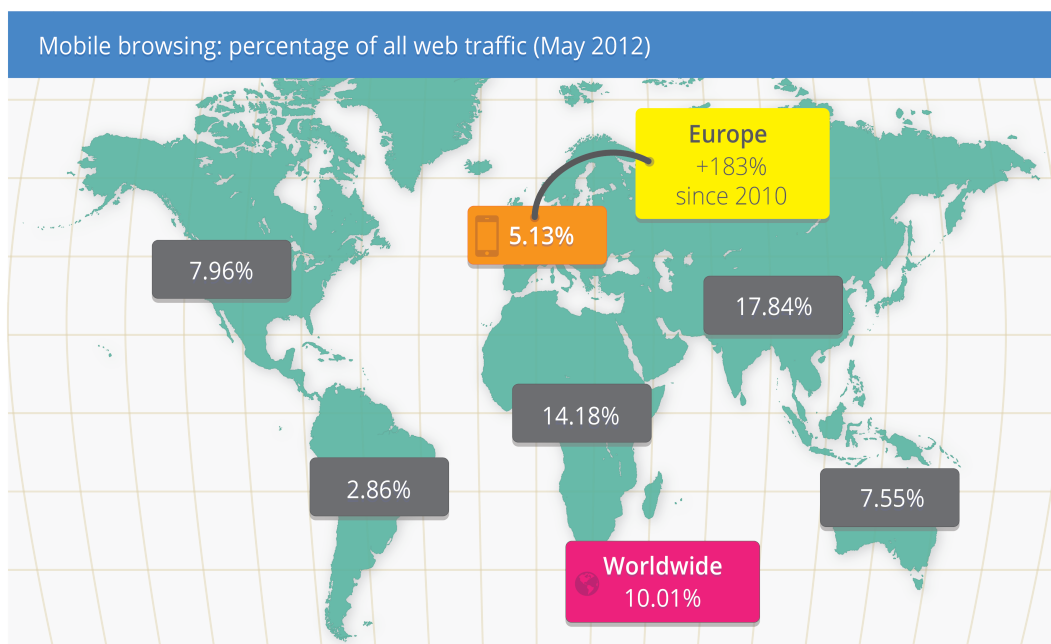 Mobile browsing: percentage of all web traffic (May 2012)
Europe
+183%
since 2010
5.13%
7.96%
17.84%
14.18%
2.86%
7.55%
Worldwide
10.01%